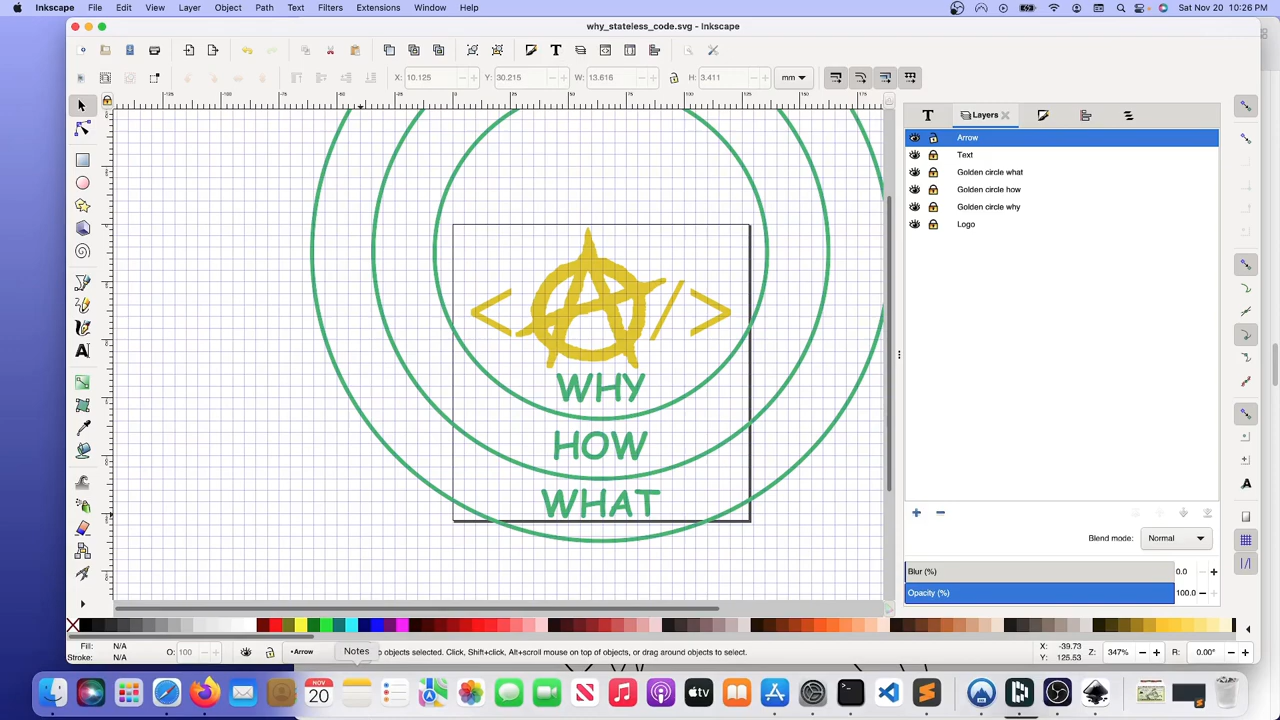 Inkscape File Edit View Layer Object Path Text Filters Extensions Window Help
Sat Nov 20 10:26 PM
why_stateless_code.svg - Inkscape
X: 10.125 Y: 30.215 W: 13.616 H: 3.411 mm
Layers
Arrow
Text
Golden circle what
Golden circle how
Golden circle why
Logo
< />
WHY
HOW
WHAT
Blend mode: Normal
Blur (%) 0.0
Opacity (%) 100.0
Fill: N/A
Stroke: N/A
O: 100
•Arrow
Notes
o objects selected. Click, Shift+click, Alt+scroll mouse on top of objects, or drag around objects to select.
X: -39.73
Y: 125.53
Z: 347%
R: 0.00°
NOV
20
tv